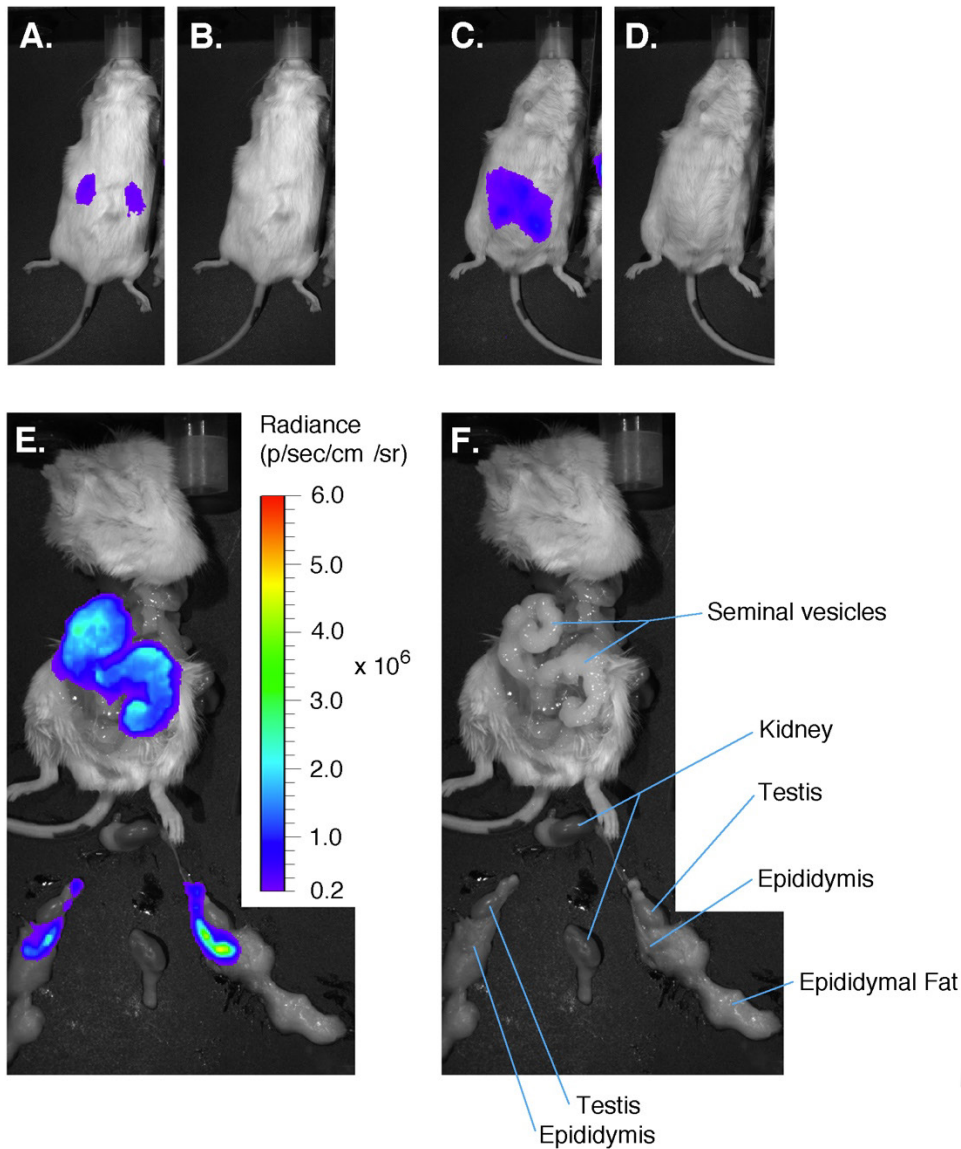 A.
B.
C.
D.
E.
Radiance
(p/sec/cm /sr)
6.0
5.0
4.0
x 10⁶
3.0
2.0
1.0
0.2
F.
Seminal vesicles
Kidney
Testis
Epididymis
Epididymal Fat
Testis
Epididymis